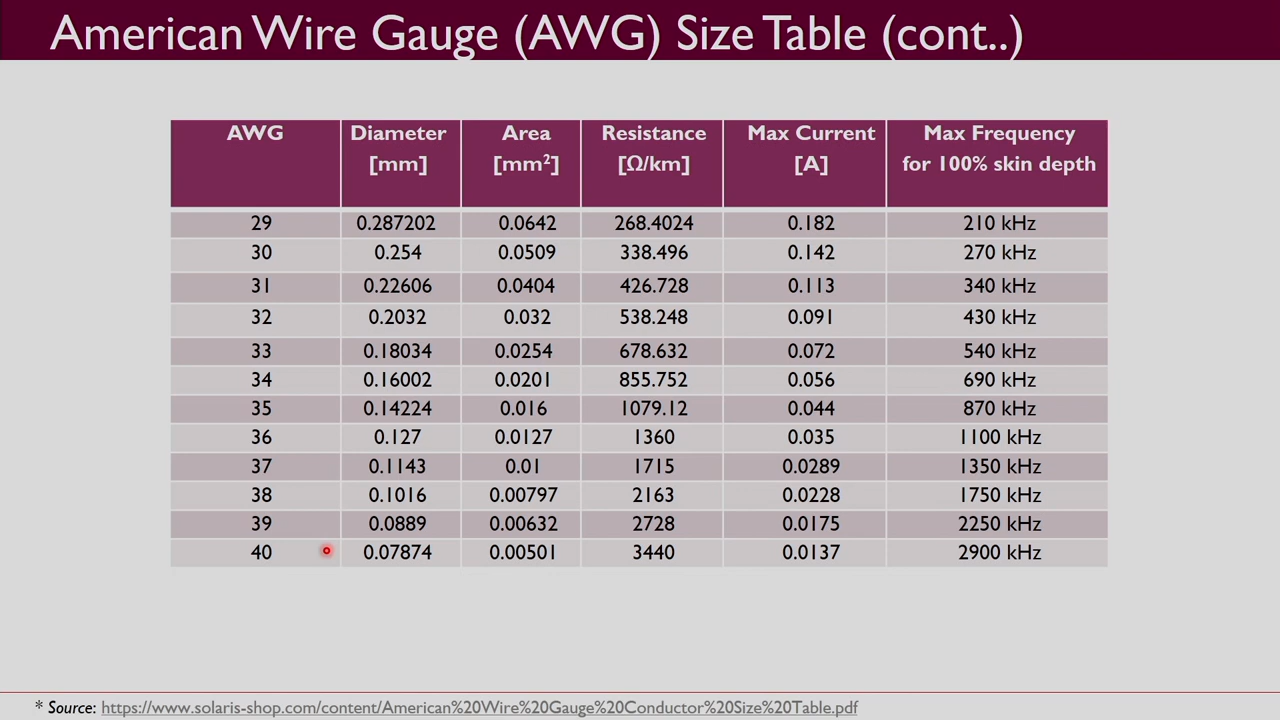 American Wire Gauge (AWG) Size Table (cont..)
AWG Diameter [mm] Area [mm²] Resistance [Ω/km] Max Current [A] Max Frequency for 100% skin depth
29 0.287202 0.0642 268.4024 0.182 210 kHz
30 0.254 0.0509 338.496 0.142 270 kHz
31 0.22606 0.0404 426.728 0.113 340 kHz
32 0.2032 0.032 538.248 0.091 430 kHz
33 0.18034 0.0254 678.632 0.072 540 kHz
34 0.16002 0.0201 855.752 0.056 690 kHz
35 0.14224 0.016 1079.12 0.044 870 kHz
36 0.127 0.0127 1360 0.035 1100 kHz
37 0.1143 0.01 1715 0.0289 1350 kHz
38 0.1016 0.00797 2163 0.0228 1750 kHz
39 0.0889 0.00632 2728 0.0175 2250 kHz
40 0.07874 0.00501 3440 0.0137 2900 kHz
* Source: https://www.solaris-shop.com/content/American%20Wire%20Gauge%20Conductor%20Size%20Table.pdf